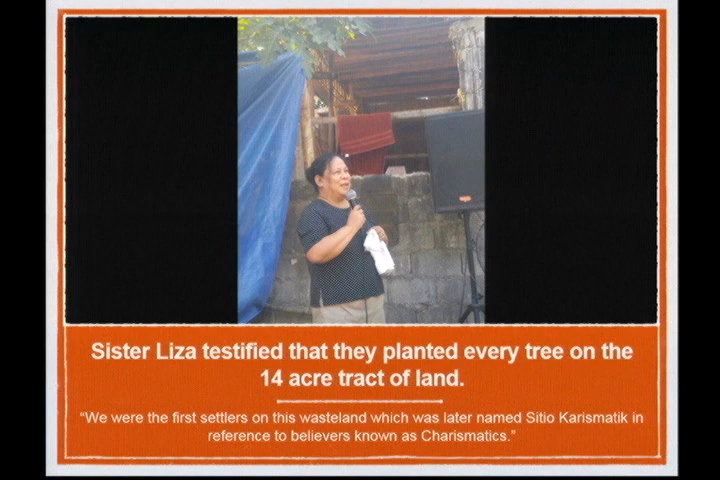 Sister Liza testified that they planted every tree on the
14 acre tract of land.
“We were the first settlers on this wasteland which was later named Sitio Karismatik in
reference to believers known as Charismatics.”